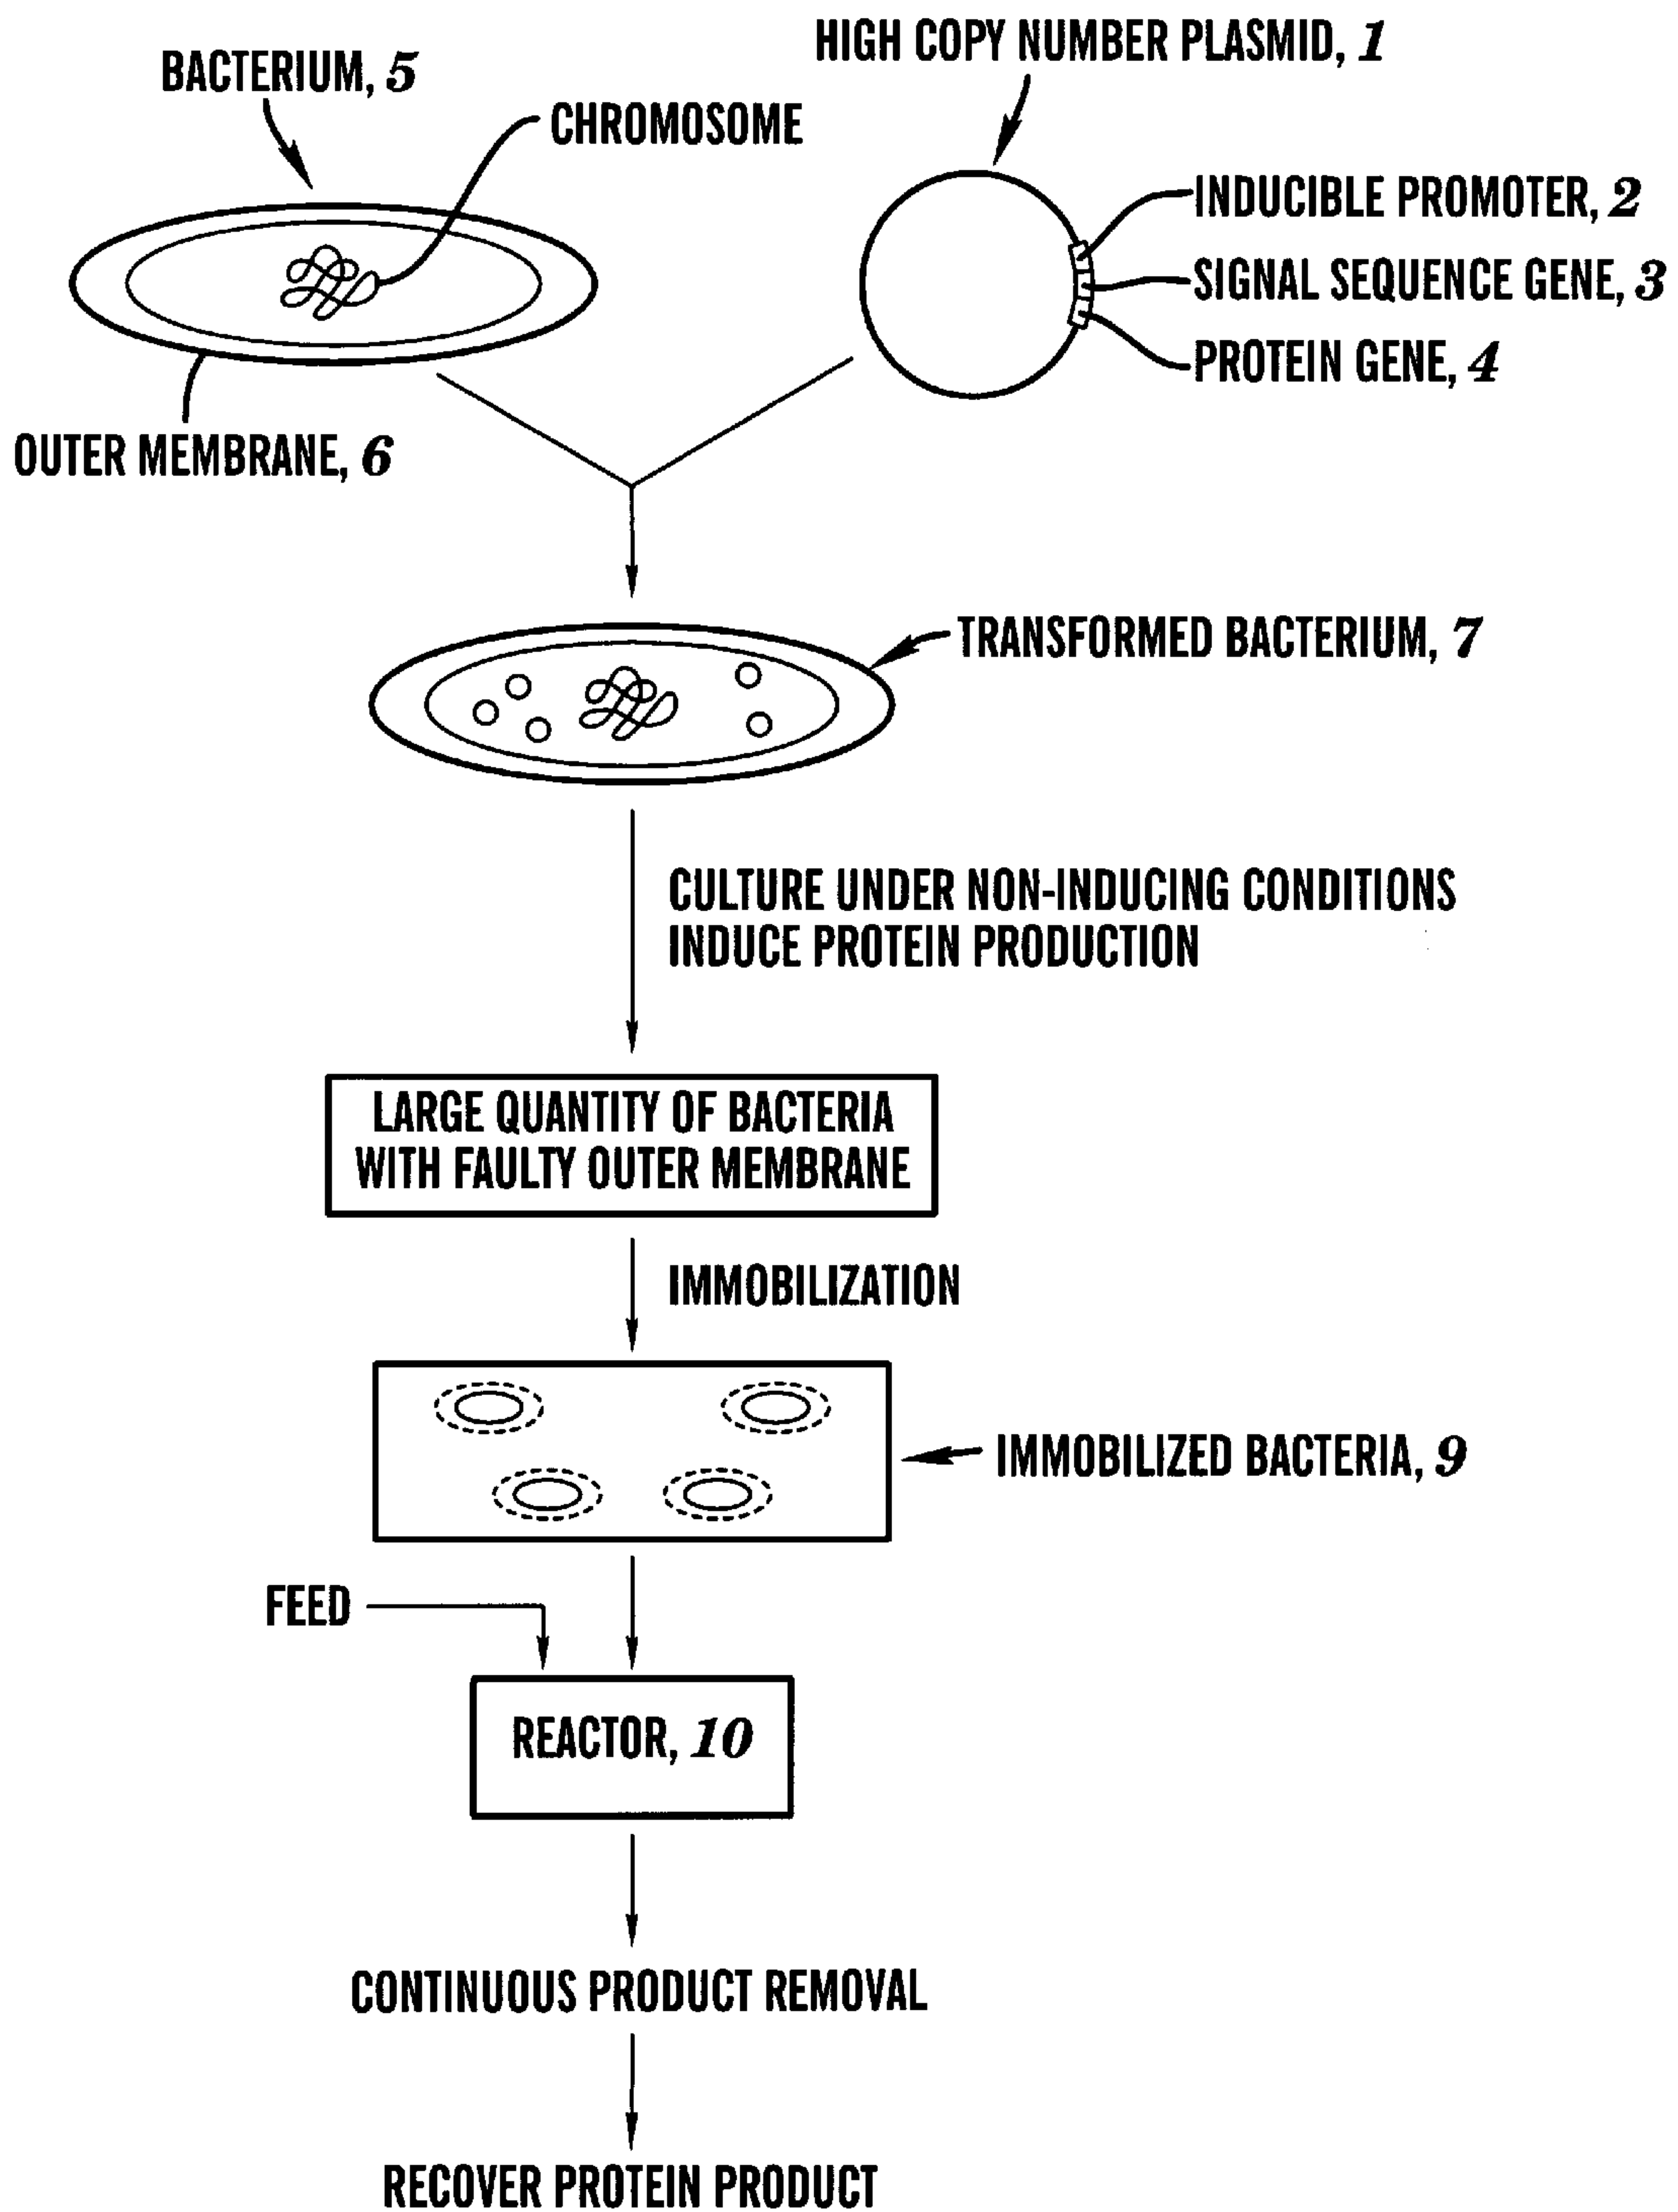 HIGH COPY NUMBER PLASMID, 1
BACTERIUM, 5
CHROMOSOME
INDUCIBLE PROMOTER, 2
SIGNAL SEQUENCE GENE, 3
PROTEIN GENE, 4
OUTER MEMBRANE, 6
TRANSFORMED BACTERIUM, 7
CULTURE UNDER NON-INDUCING CONDITIONS
INDUCE PROTEIN PRODUCTION
LARGE QUANTITY OF BACTERIA
WITH FAULTY OUTER MEMBRANE
IMMOBILIZATION
IMMOBILIZED BACTERIA, 9
FEED
REACTOR, 10
CONTINUOUS PRODUCT REMOVAL
RECOVER PROTEIN PRODUCT